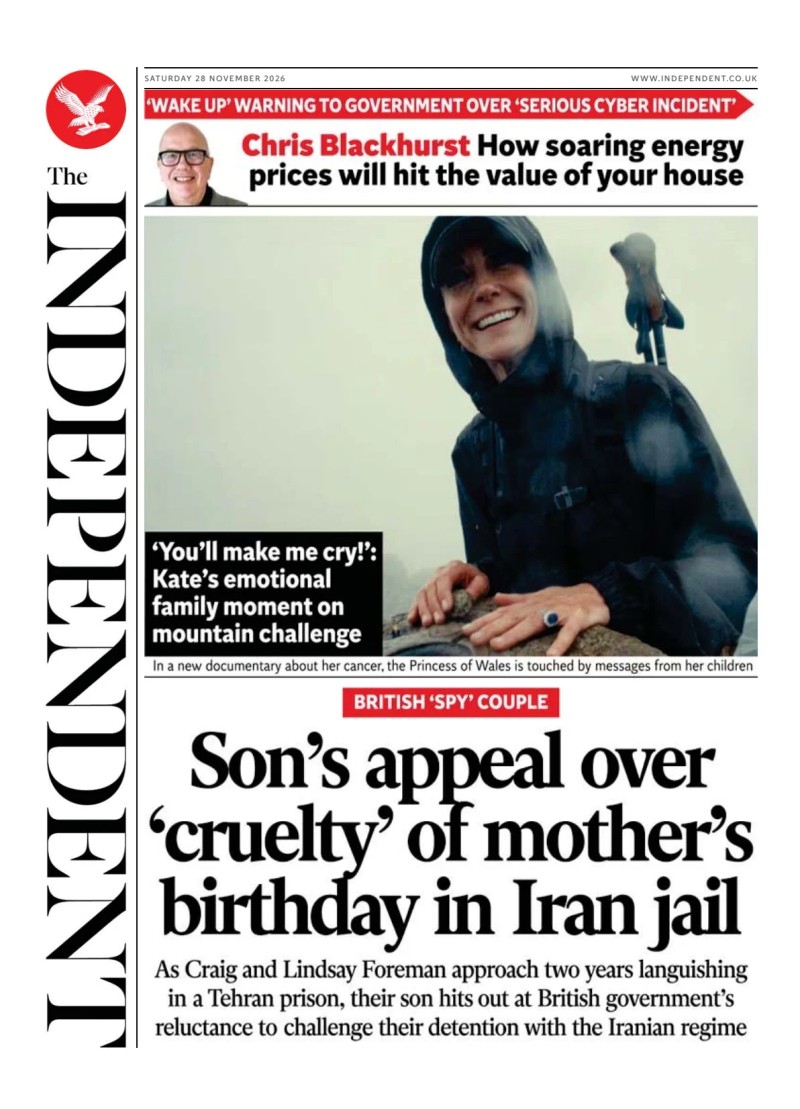 SATURDAY 28 NOVEMBER 2026
WWW.INDEPENDENT.CO.UK
The
INDEPENDENT
‘WAKE UP’ WARNING TO GOVERNMENT OVER ‘SERIOUS CYBER INCIDENT’
Chris Blackhurst How soaring energy
prices will hit the value of your house
‘You’ll make me cry!’:
Kate’s emotional
family moment on
mountain challenge
In a new documentary about her cancer, the Princess of Wales is touched by messages from her children
BRITISH ‘SPY’ COUPLE
Son’s appeal over
‘cruelty’ of mother’s
birthday in Iran jail
As Craig and Lindsay Foreman approach two years languishing
in a Tehran prison, their son hits out at British government’s
reluctance to challenge their detention with the Iranian regime